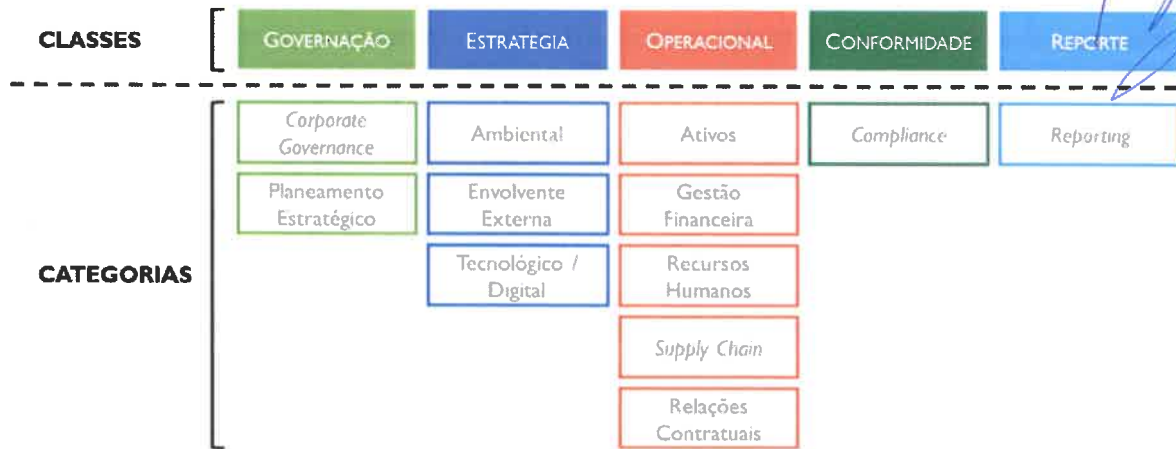 CLASSES
GOVERNAÇÃO
ESTRATEGIA
OPERACIONAL
CONFORMIDADE
REPORTE
CATEGORIAS
Corporate
Governance
Planeamento
Estratégico
Ambiental
Envolvente
Externa
Tecnológico /
Digital
Ativos
Gestão
Financeira
Recursos
Humanos
Supply Chain
Relações
Contratuais
Compliance
Reporting